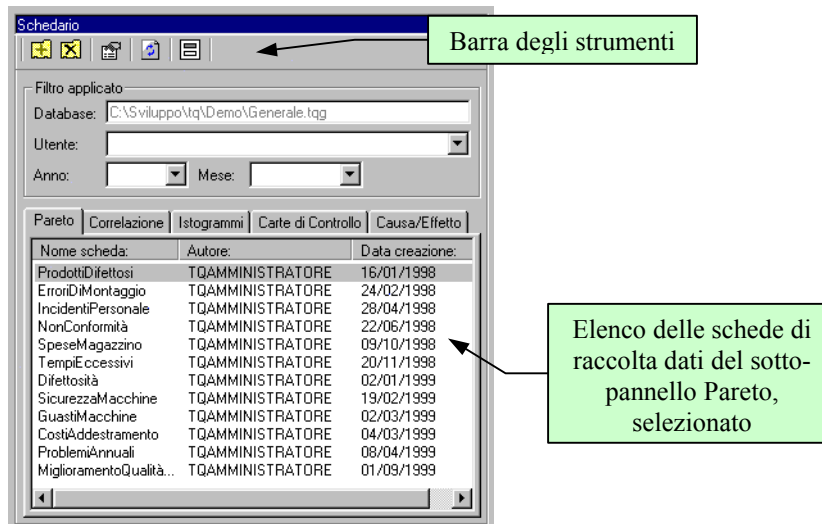 Schedario
Barra degli strumenti
Filtro applicato
Database: C:\Sviluppo\tq\Demo\Generale.tqg
Utente:
Anno: Mese:
Pareto Correlazione Istogrammi Carte di Controllo Causa/Effetto
Nome scheda: Autore: Data creazione:
ProdottiDifettosi TQAMMINISTRATORE 16/01/1998
ErroriDiMontaggio TQAMMINISTRATORE 24/02/1998
IncidentiPersonale TQAMMINISTRATORE 28/04/1998
NonConformità TQAMMINISTRATORE 22/06/1998
SpeseMagazzino TQAMMINISTRATORE 09/10/1998
TempiEccessivi TQAMMINISTRATORE 20/11/1998
Difettosità TQAMMINISTRATORE 02/01/1999
SicurezzaMacchine TQAMMINISTRATORE 19/02/1999
GuastiMacchine TQAMMINISTRATORE 02/03/1999
CostiAddestramento TQAMMINISTRATORE 04/03/1999
ProblemiAnnuali TQAMMINISTRATORE 08/04/1999
MiglioramentoQualità... TQAMMINISTRATORE 01/09/1999
Elenco delle schede di
raccolta dati del sotto-
pannello Pareto,
selezionato